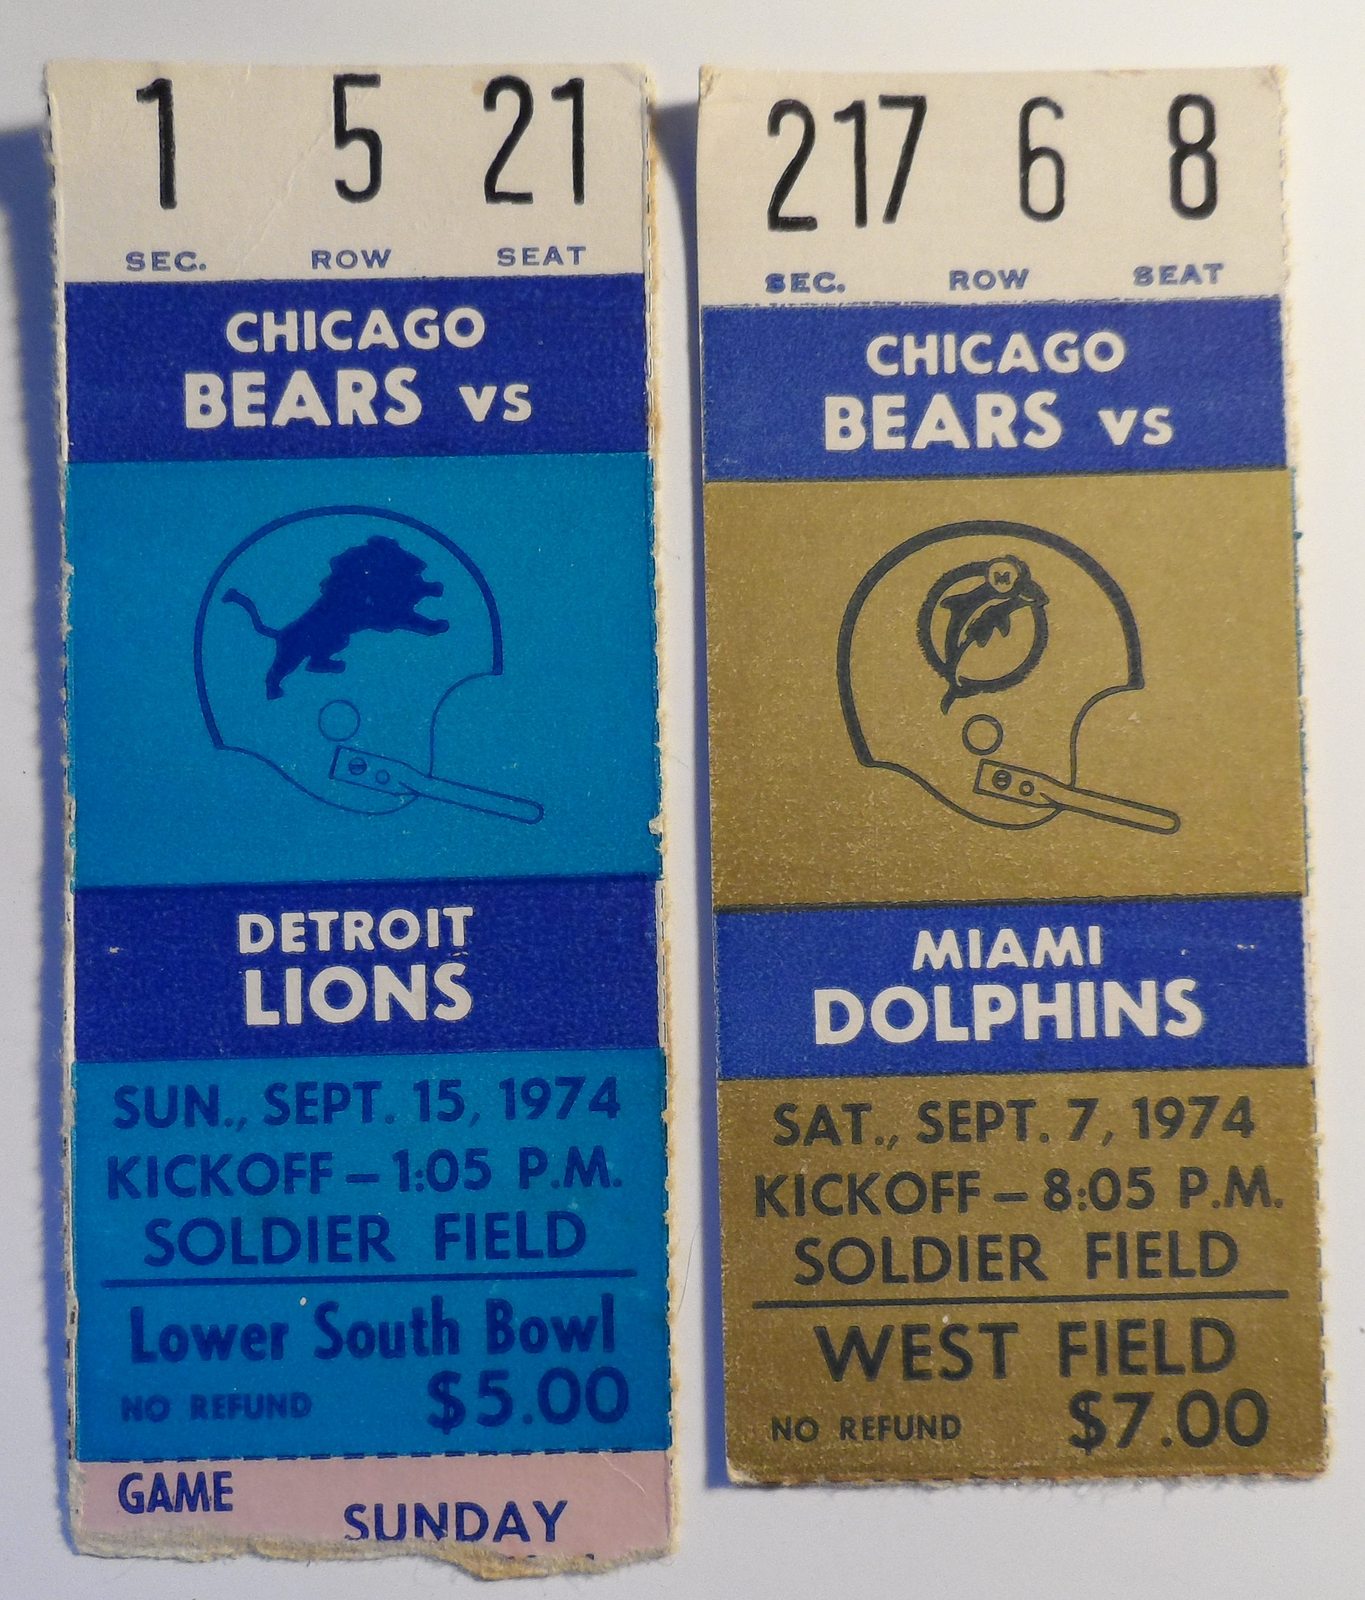 1 5 21
SEC. ROW SEAT
CHICAGO
BEARS VS
DETROIT
LIONS
SUN., SEPT. 15, 1974
KICKOFF – 1:05 P.M.
SOLDIER FIELD
Lower South Bowl
NO REFUND $5.00
GAME
SUNDAY
217 6 8
SEC. ROW SEAT
CHICAGO
BEARS VS
M
MIAMI
DOLPHINS
SAT., SEPT. 7, 1974
KICKOFF – 8:05 P.M.
SOLDIER FIELD
WEST FIELD
NO REFUND $7.00